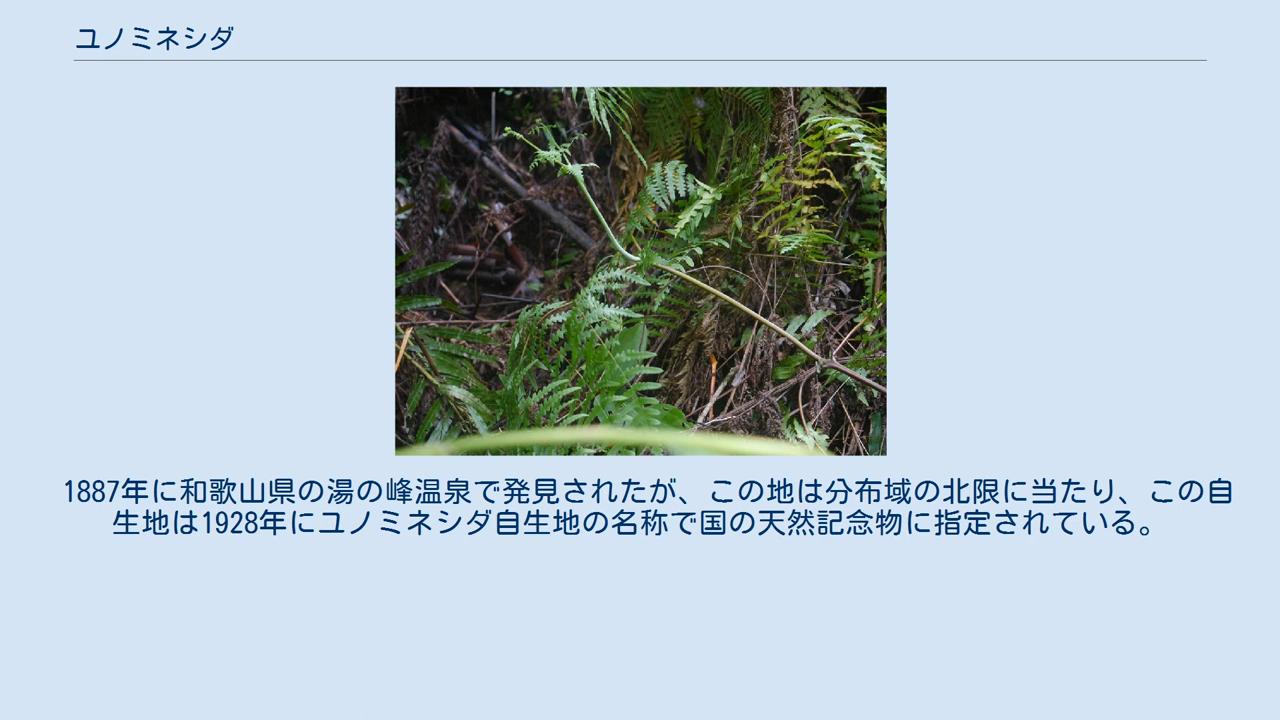 ユノミネシダ
1887年に和歌山県の湯の峰温泉で発見されたが、この地は分布域の北限に当たり、この自
生地は1928年にユノミネシダ自生地の名称で国の天然記念物に指定されている。